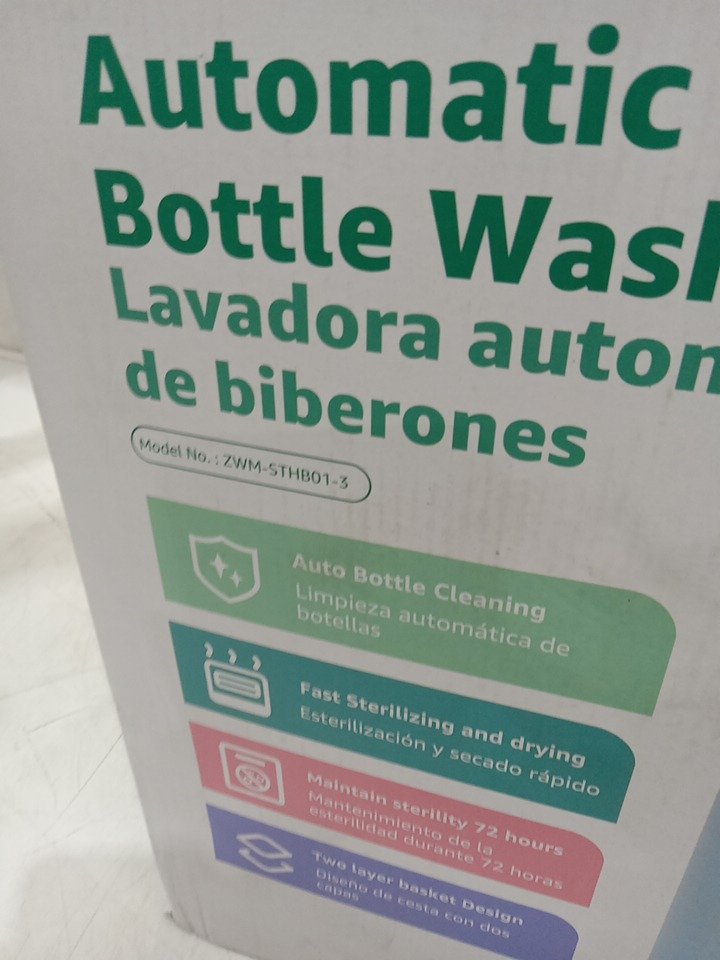 Automatic
Bottle Wash
Lavadora autom
de biberones
Model No. : ZWM-STHB01-3
Auto Bottle Cleaning
Limpieza automática de
botellas
Fast Sterilizing and drying
Esterilización y secado rápido
Maintain sterility 72 hours
Mantenimiento de la
esterilidad durante 72 horas
Two layer basket Design
Diseño de cesta con dos
capas